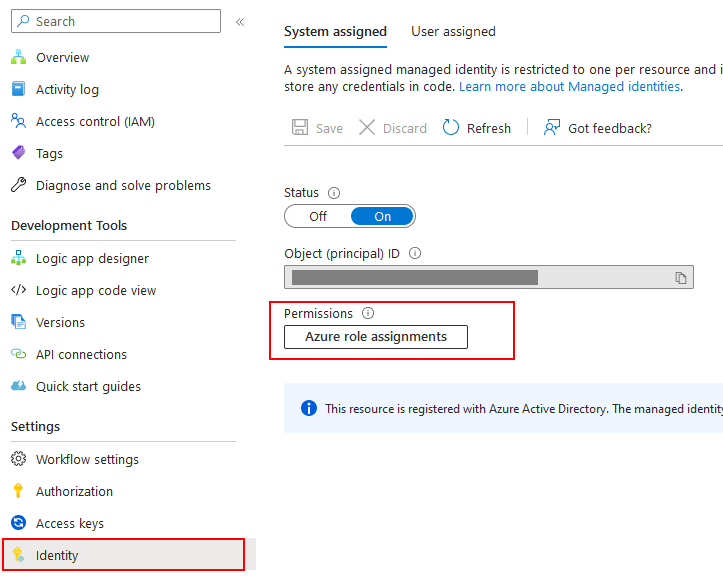 Search
«
Overview
Activity log
Access control (IAM)
Tags
Diagnose and solve problems
Development Tools
Logic app designer
Logic app code view
Versions
API connections
Quick start guides
Settings
Workflow settings
Authorization
Access keys
Identity
System assigned User assigned
A system assigned managed identity is restricted to one per resource and i
store any credentials in code. Learn more about Managed identities.
Save Discard Refresh Got feedback?
Status
Off On
Object (principal) ID
Permissions
Azure role assignments
This resource is registered with Azure Active Directory. The managed identity